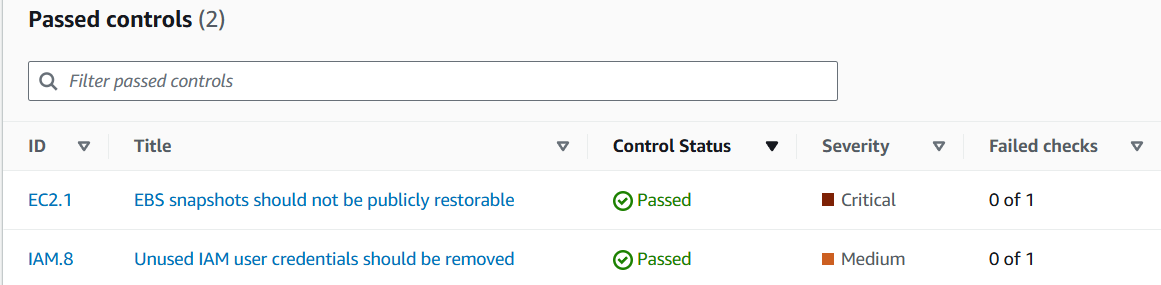 Passed controls (2)
Filter passed controls
ID Title Control Status Severity Failed checks
EC2.1 EBS snapshots should not be publicly restorable Passed Critical 0 of 1
IAM.8 Unused IAM user credentials should be removed Passed Medium 0 of 1